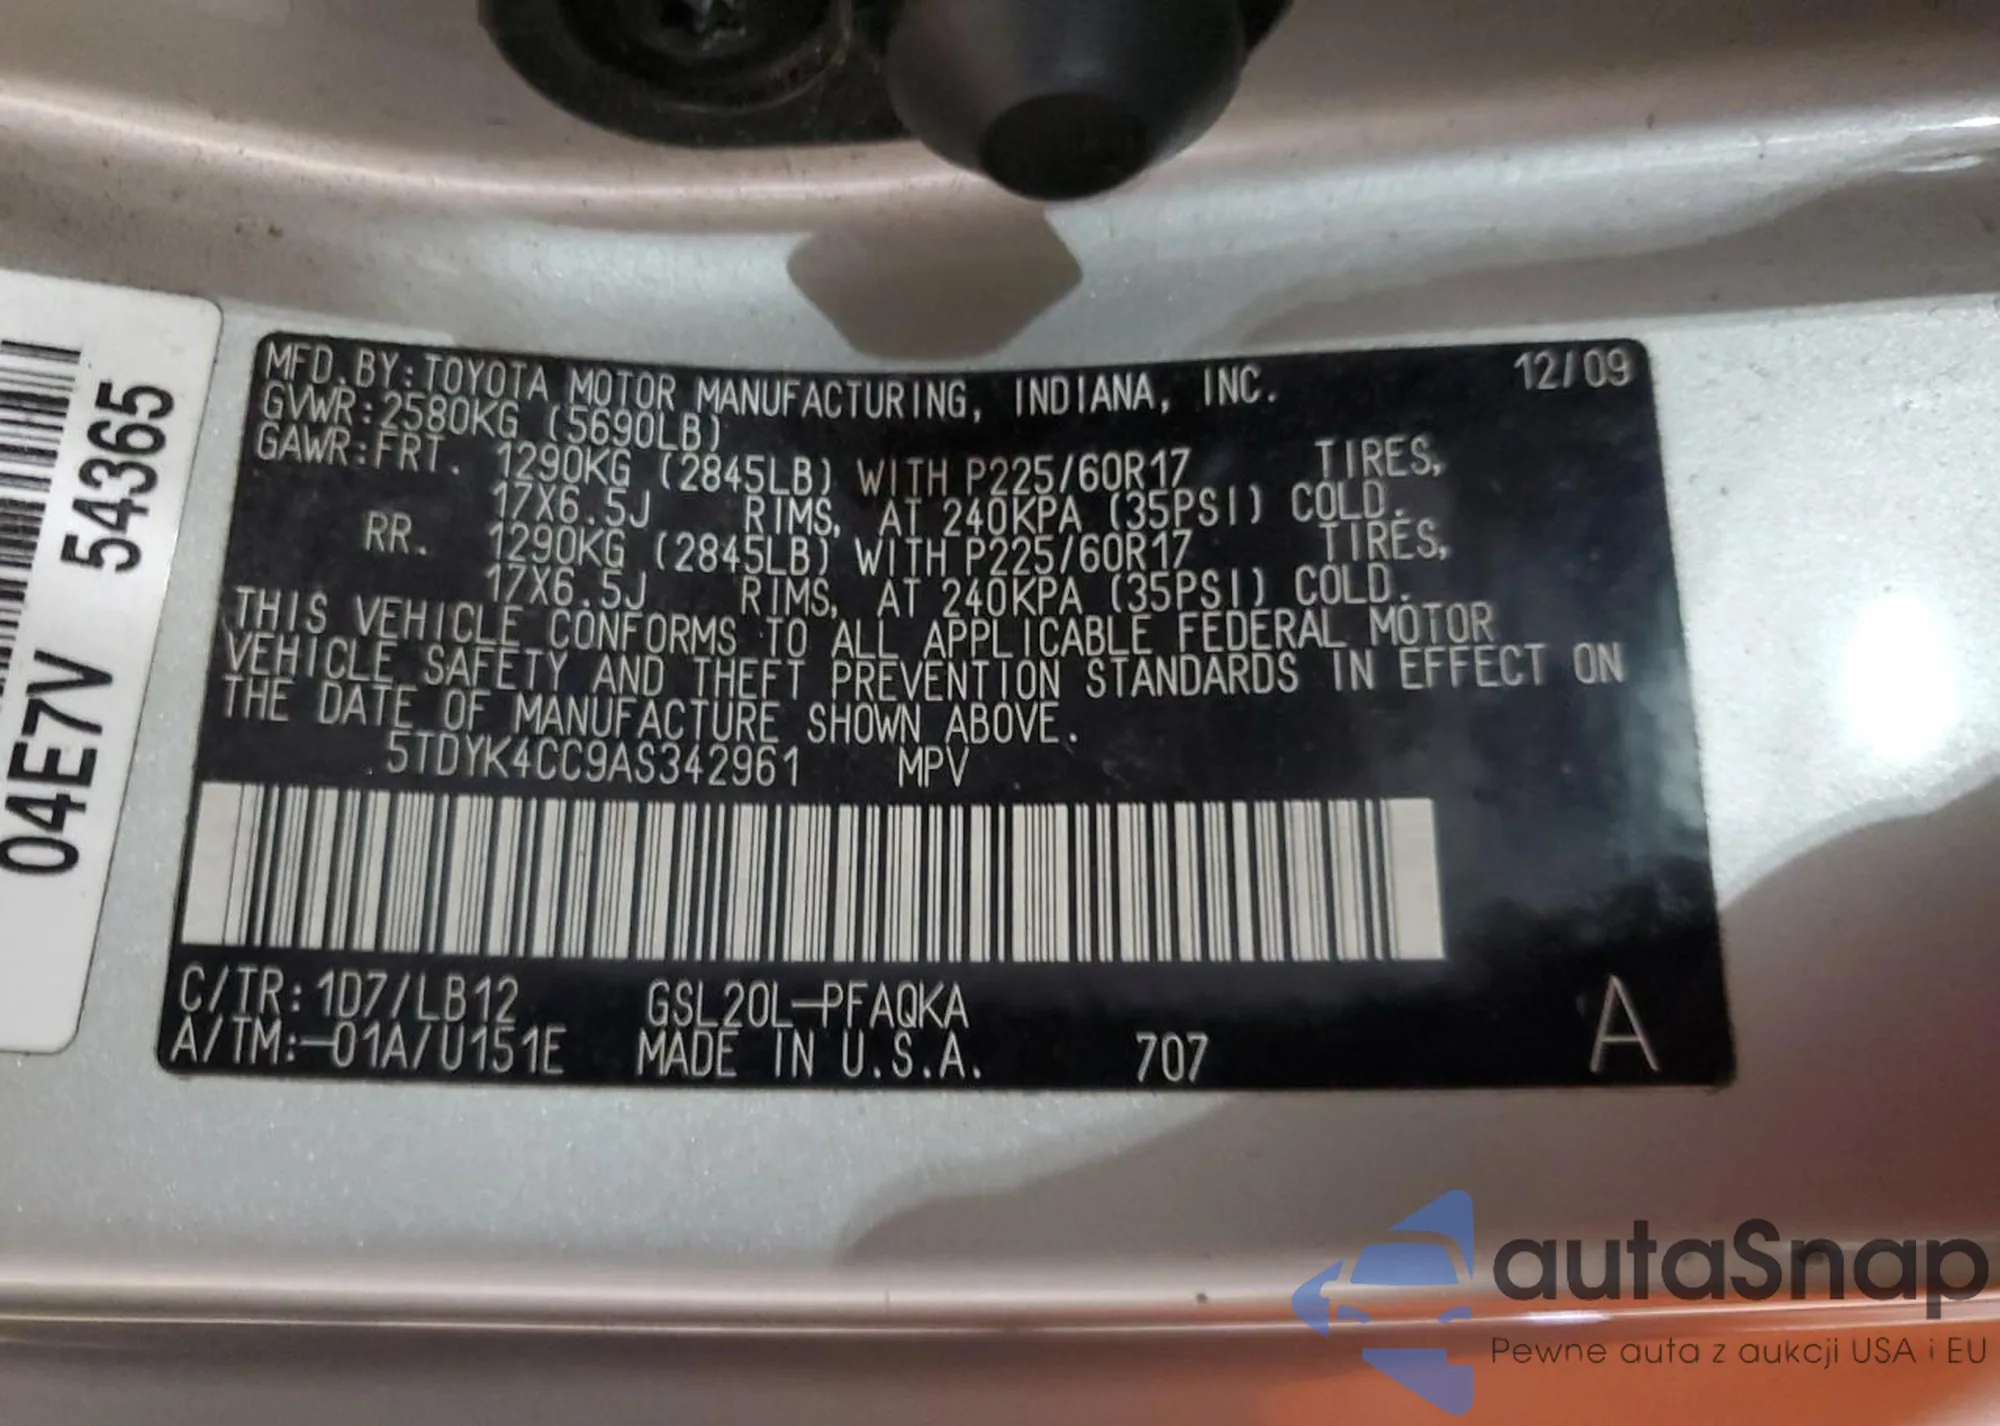 04E7V 54365
MFD.BY:TOYOTA MOTOR MANUFACTURING, INDIANA, INC. 12/09
GVWR:2580KG (5690LB)
GAWR:FRT. 1290KG (2845LB) WITH P225/60R17 TIRES,
17X6.5J RIMS, AT 240KPA (35PSI) COLD.
RR. 1290KG (2845LB) WITH P225/60R17 TIRES,
17X6.5J RIMS, AT 240KPA (35PSI) COLD.
THIS VEHICLE CONFORMS TO ALL APPLICABLE FEDERAL MOTOR
VEHICLE SAFETY AND THEFT PREVENTION STANDARDS IN EFFECT ON
THE DATE OF MANUFACTURE SHOWN ABOVE.
5TDYK4CC9AS342961 MPV
C/TR:1D7/LB12 GSL20L-PFAQKA
A/TM:-01A/U151E MADE IN U.S.A. 707 A
autaSnap
Pewne auta z aukcji USA i EU